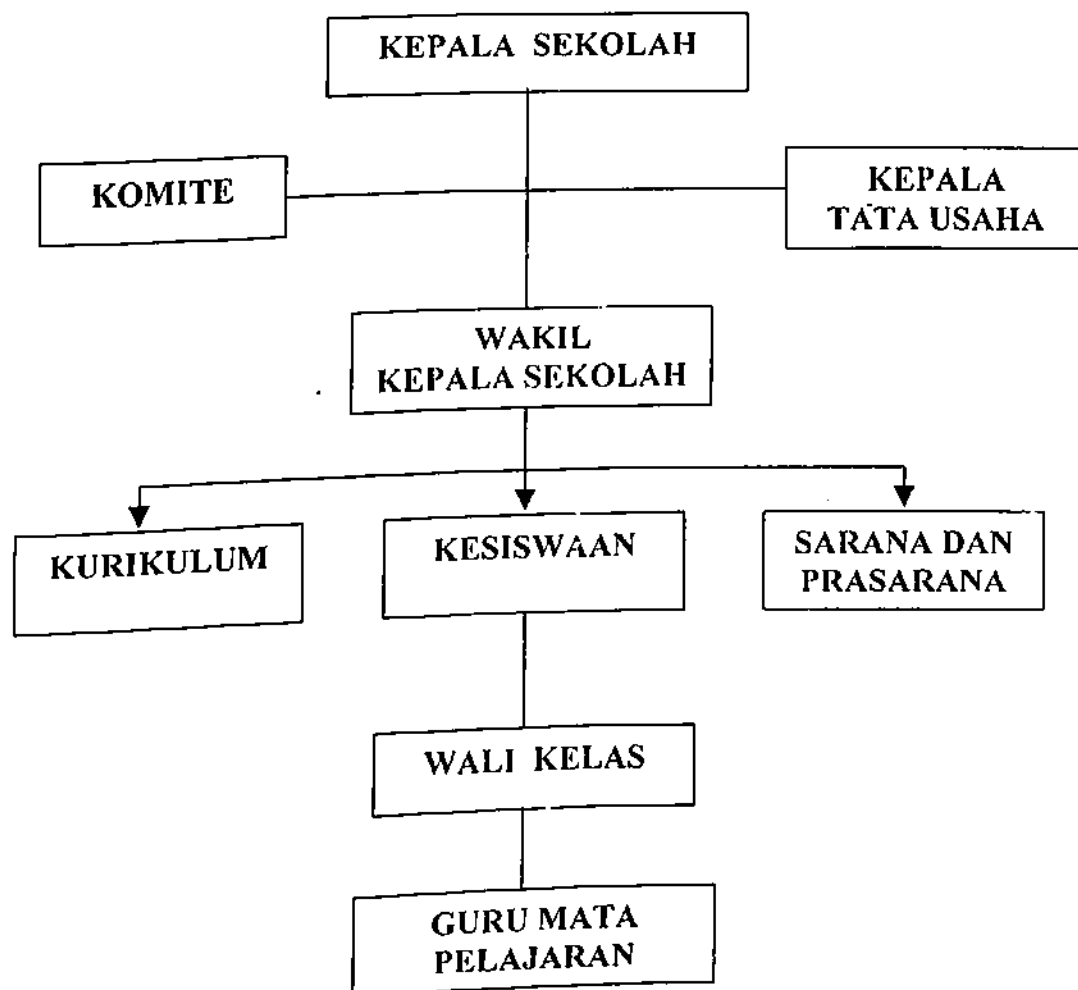 KEPALA SEKOLAH
KOMITE
KEPALA
TATA USAHA
WAKIL
KEPALA SEKOLAH
KURIKULUM
KESISWAAN
SARANA DAN
PRASARANA
WALI KELAS
GURU MATA
PELAJARAN